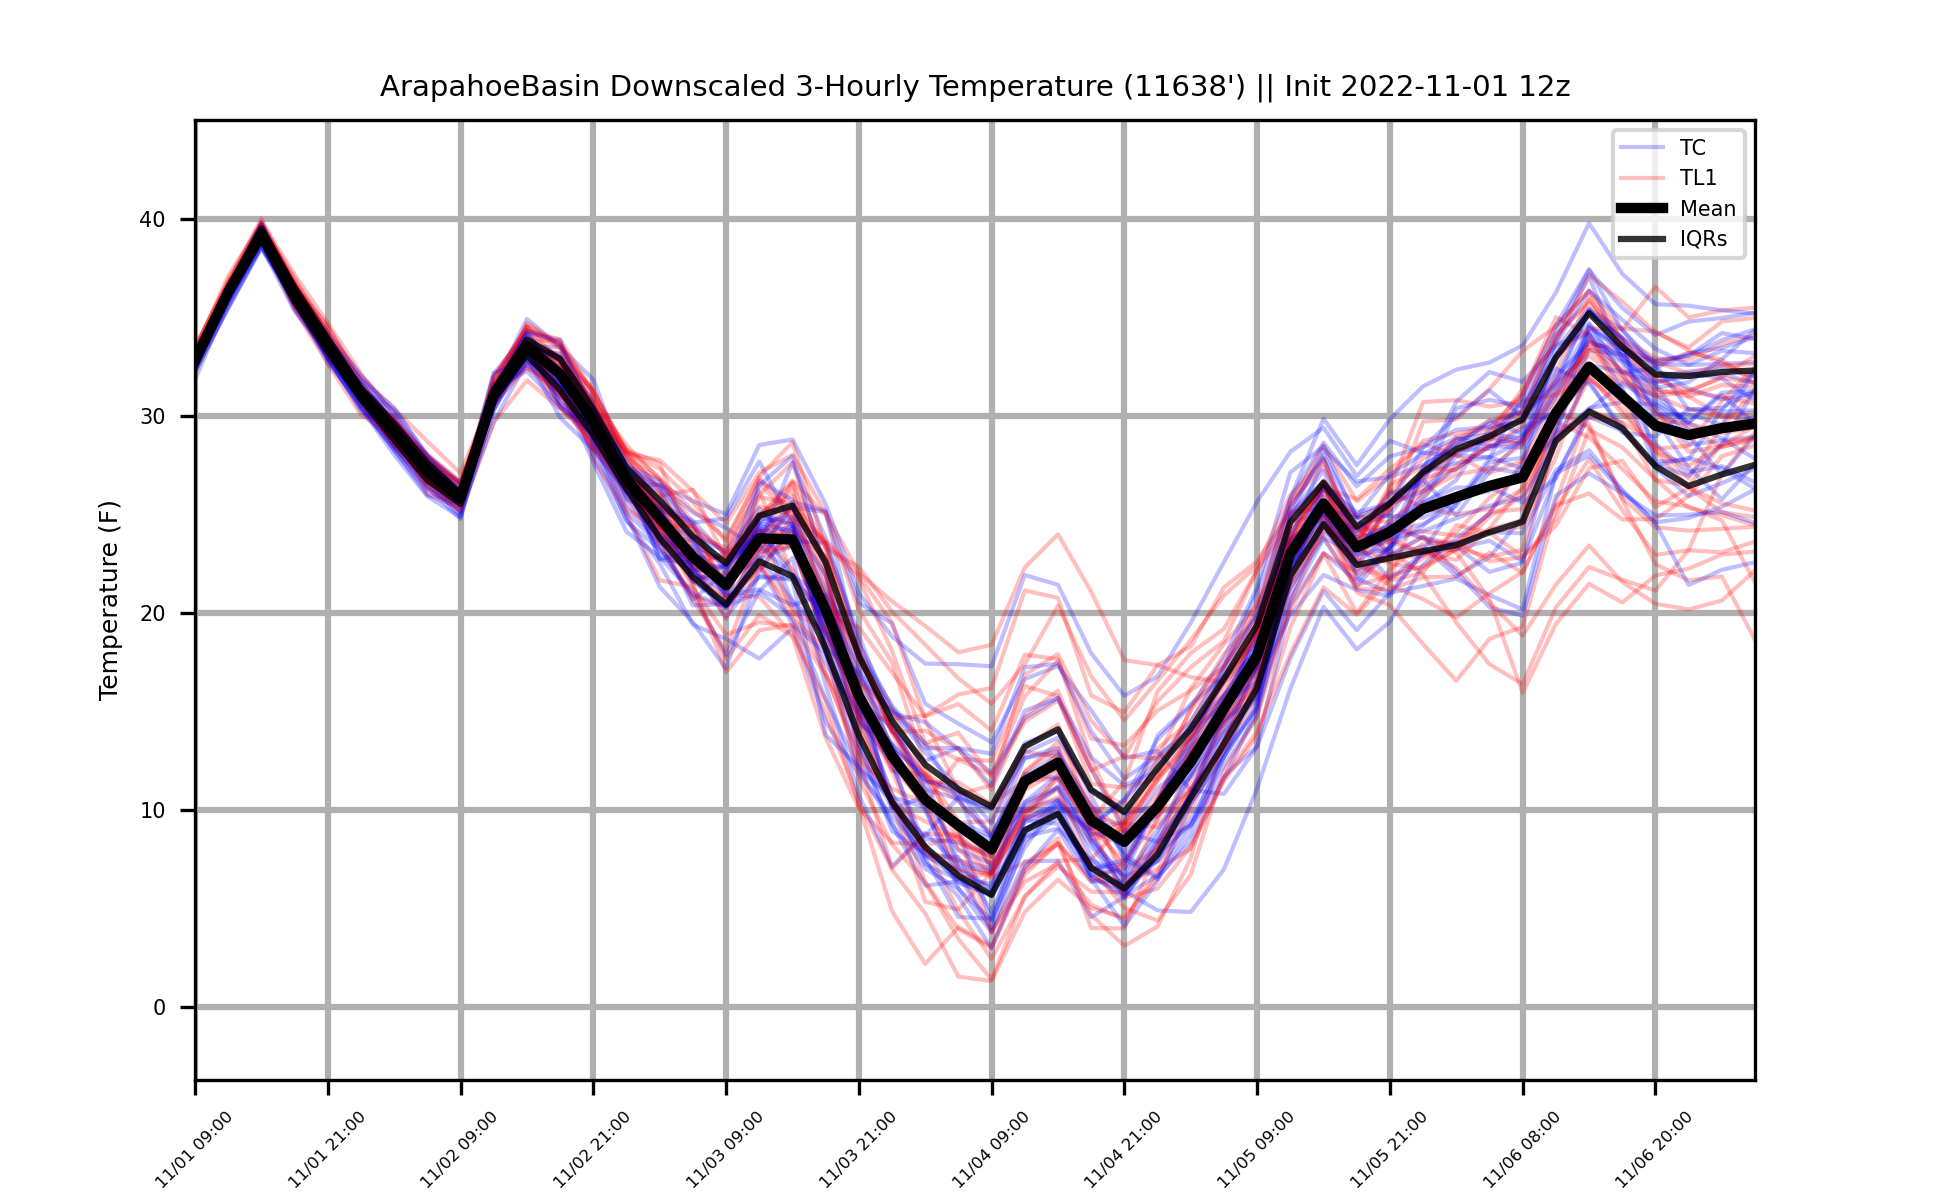 ArapahoeBasin Downscaled 3-Hourly Temperature (11638') || Init 2022-11-01 12z
TC
TL1
Mean
IQRs
Temperature (F)
40
30
20
10
0
11/01 09:00
11/01 21:00
11/02 09:00
11/02 21:00
11/03 09:00
11/03 21:00
11/04 09:00
11/04 21:00
11/05 09:00
11/05 21:00
11/06 08:00
11/06 20:00